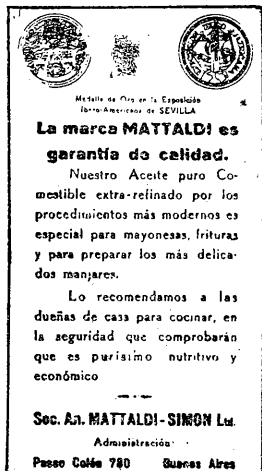 Medalla de Oro en la Exposición
Ibero-Americana de SEVILLA
La marca MATTALDI es
garantía de calidad.
Nuestro Aceite puro Co-
mestible extra-refinado por los
procedimientos más modernos es
especial para mayonesas, frituras
y para preparar los más delica-
dos manjares.
Lo recomendamos a las
dueñas de casa para cocinar, en
la seguridad que comprobarán
que es purísimo nutritivo y
económico
Soc. An. MATTALDI-SIMON Ltd.
Administración
Paseo Colón 780 Buenos Aires